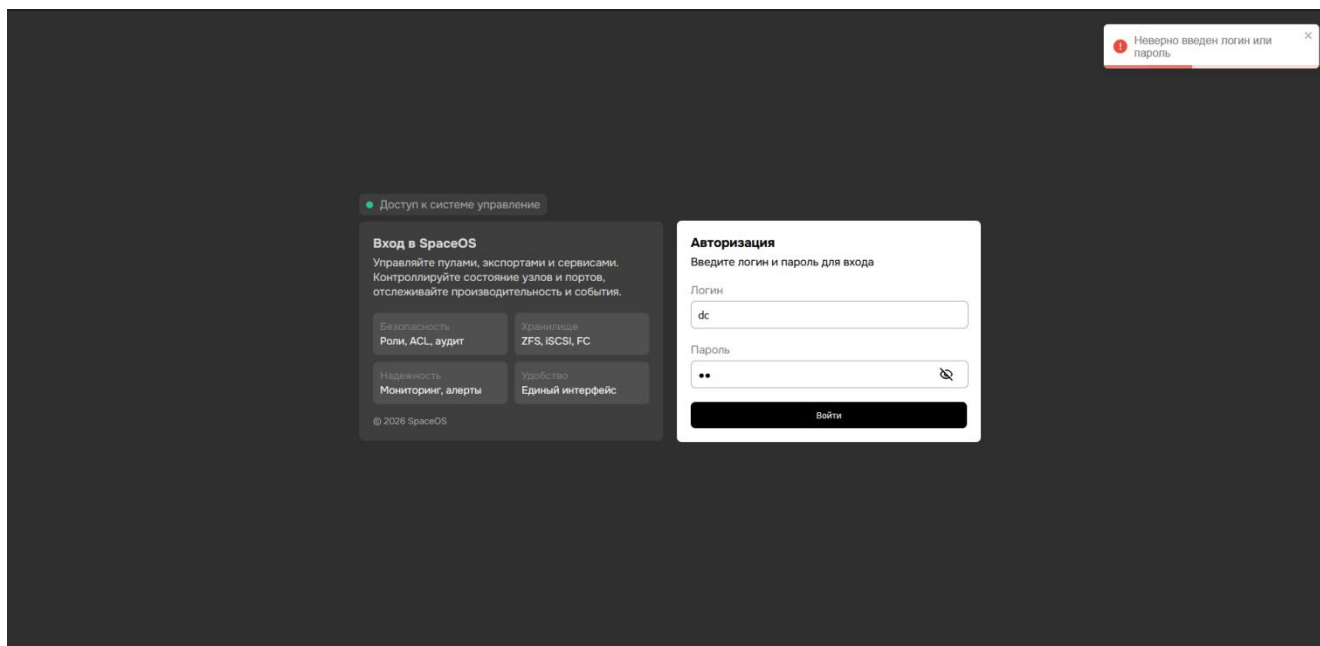 Неверно введен логин или
пароль
Доступ к системе управление
Вход в SpaceOS
Управляйте пулами, экспортами и сервисами.
Контроллируйте состояние узлов и портов,
отслеживайте производительность и события.
Безопасность
Роли, ACL, аудит
Хранилище
ZFS, iSCSI, FC
Надежность
Мониторинг, алерты
Удобство
Единый интерфейс
© 2026 SpaceOS
Авторизация
Введите логин и пароль для входа
Логин
dc
Пароль
••
Войти